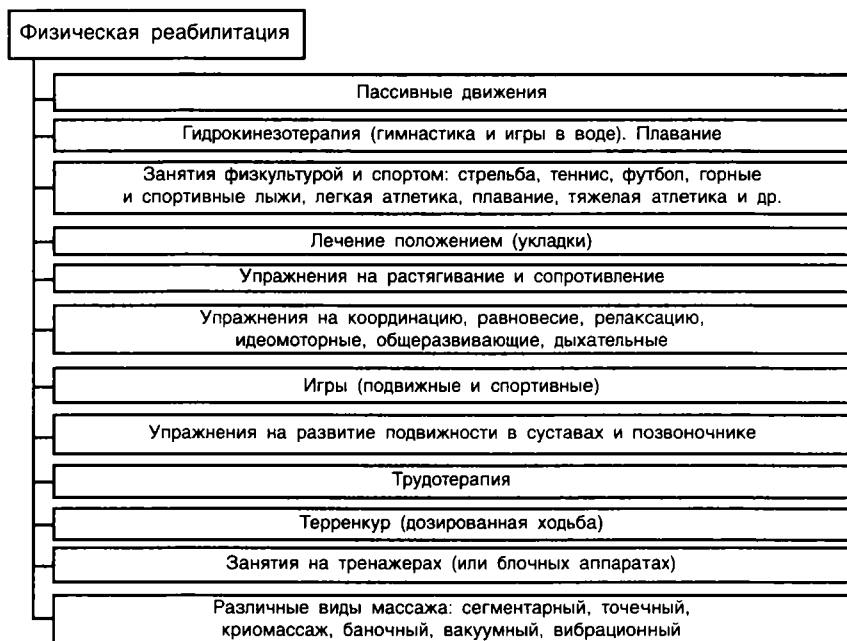 Физическая реабилитация
Пассивные движения
Гидрокинезотерапия (гимнастика и игры в воде). Плавание
Занятия физкультурой и спортом: стрельба, теннис, футбол, горные
и спортивные лыжи, легкая атлетика, плавание, тяжелая атлетика и др.
Лечение положением (укладки)
Упражнения на растягивание и сопротивление
Упражнения на координацию, равновесие, релаксацию,
идеомоторные, общеразвивающие, дыхательные
Игры (подвижные и спортивные)
Упражнения на развитие подвижности в суставах и позвоночнике
Трудотерапия
Терренкур (дозированная ходьба)
Занятия на тренажерах (или блочных аппаратах)
Различные виды массажа: сегментарный, точечный,
криомассаж, баночный, вакуумный, вибрационный